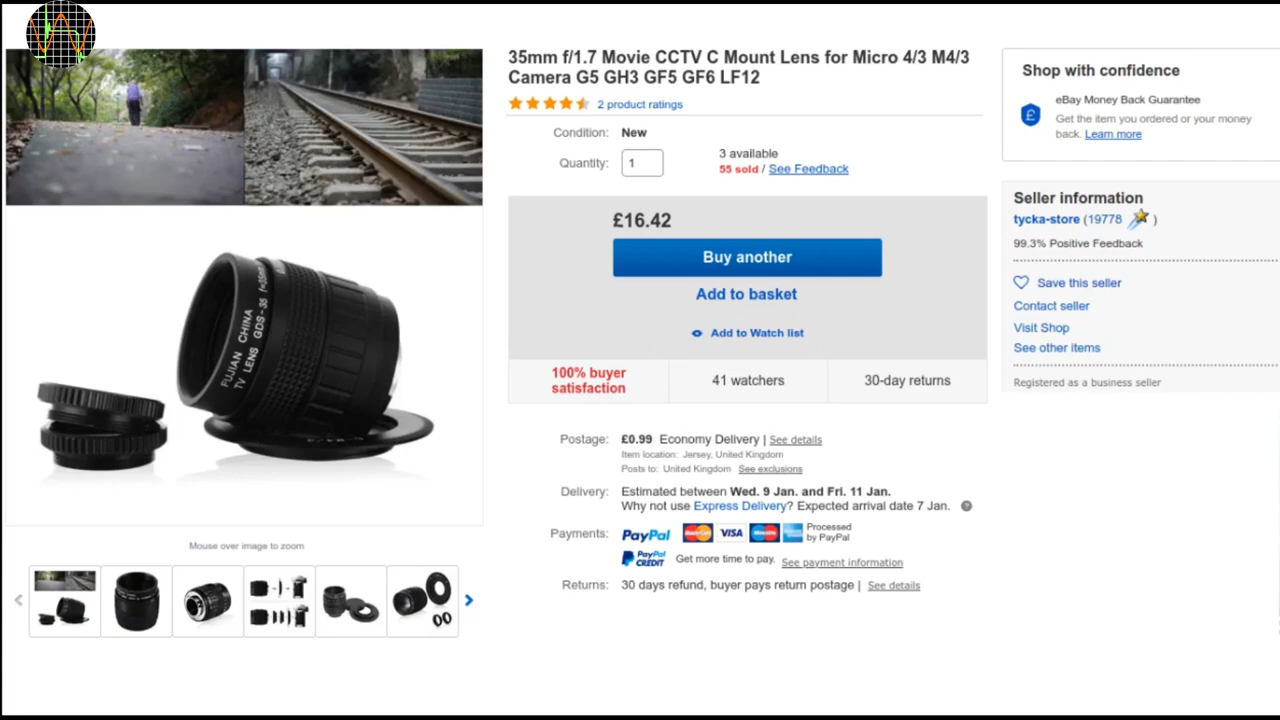 35mm f/1.7 Movie CCTV C Mount Lens for Micro 4/3 M4/3
Camera G5 GH3 GF5 GF6 LF12
2 product ratings
Condition: New
Quantity: 1
3 available
55 sold / See Feedback
£16.42
Buy another
Add to basket
Add to Watch list
100% buyer
satisfaction
41 watchers
30-day returns
Postage: £0.99 Economy Delivery | See details
Item location: Jersey, United Kingdom
Posts to: United Kingdom See exclusions
Delivery: Estimated between Wed. 9 Jan. and Fri. 11 Jan.
Why not use Express Delivery? Expected arrival date 7 Jan. ?
Payments: PayPal MasterCard VISA Maestro Processed
by PayPal
PayPal
CREDIT
Get more time to pay. See payment information
Returns: 30 days refund, buyer pays return postage | See details
Shop with confidence
£
eBay Money Back Guarantee
Get the item you ordered or your money
back. Learn more
Seller information
tycka-store (19778 )
99.3% Positive Feedback
Save this seller
Contact seller
Visit Shop
See other items
Registered as a business seller
FUJIAN CHINA
TV LENS GDS-35 f=35mm
Mouse over image to zoom